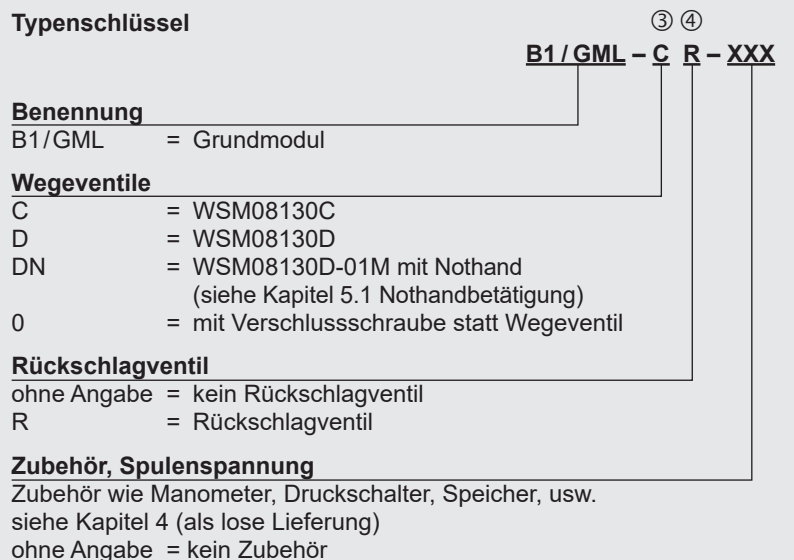 Typenschlüssel ③ ④
B1 / GML – C R – XXX
Benennung
B1/GML = Grundmodul
Wegeventile
C = WSM08130C
D = WSM08130D
DN = WSM08130D-01M mit Nothand
(siehe Kapitel 5.1 Nothandbetätigung)
0 = mit Verschlussschraube statt Wegeventil
Rückschlagventil
ohne Angabe = kein Rückschlagventil
R = Rückschlagventil
Zubehör, Spulenspannung
Zubehör wie Manometer, Druckschalter, Speicher, usw.
siehe Kapitel 4 (als lose Lieferung)
ohne Angabe = kein Zubehör